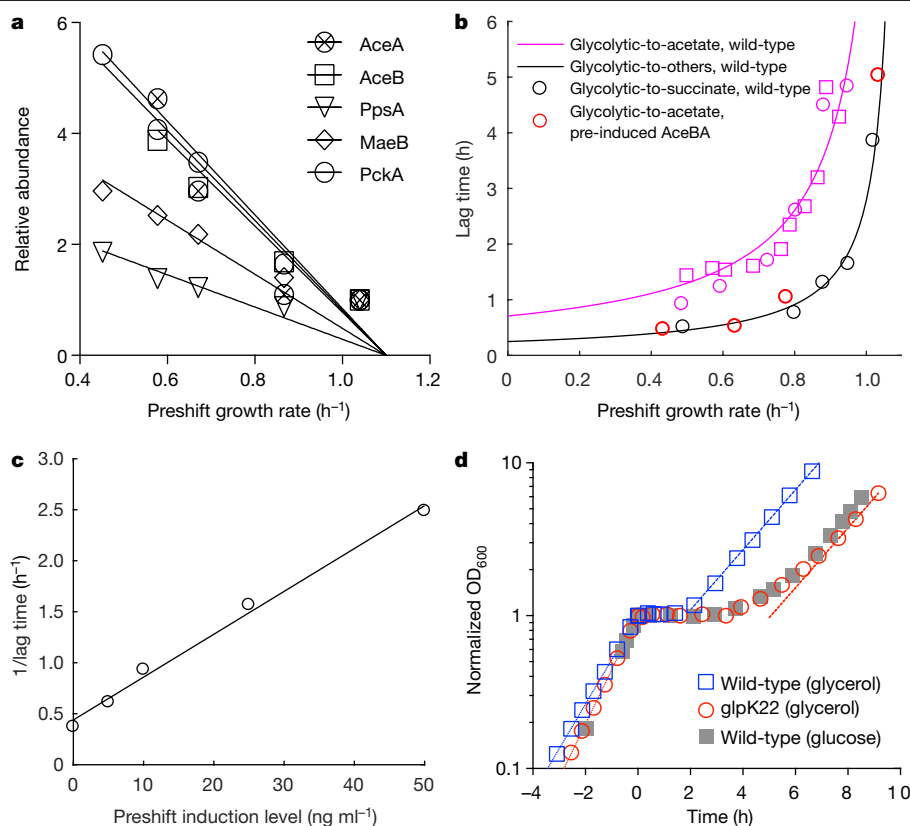 a
6
4
2
0
0.4 0.6 0.8 1.0 1.2
Relative abundance
Preshift growth rate (h⁻¹)
AceA
AceB
PpsA
MaeB
PckA
b
6
5
4
3
2
1
0
0 0.2 0.4 0.6 0.8 1.0
Lag time (h)
Preshift growth rate (h⁻¹)
Glycolytic-to-acetate, wild-type
Glycolytic-to-others, wild-type
Glycolytic-to-succinate, wild-type
Glycolytic-to-acetate,
pre-induced AceBA
c
3.0
2.5
2.0
1.5
1.0
0.5
0
0 10 20 30 40 50
1/lag time (h⁻¹)
Preshift induction level (ng ml⁻¹)
d
10
1
0.1
−4 −2 0 2 4 6 8 10
Normalized OD₆₀₀
Time (h)
Wild-type (glycerol)
glpK22 (glycerol)
Wild-type (glucose)